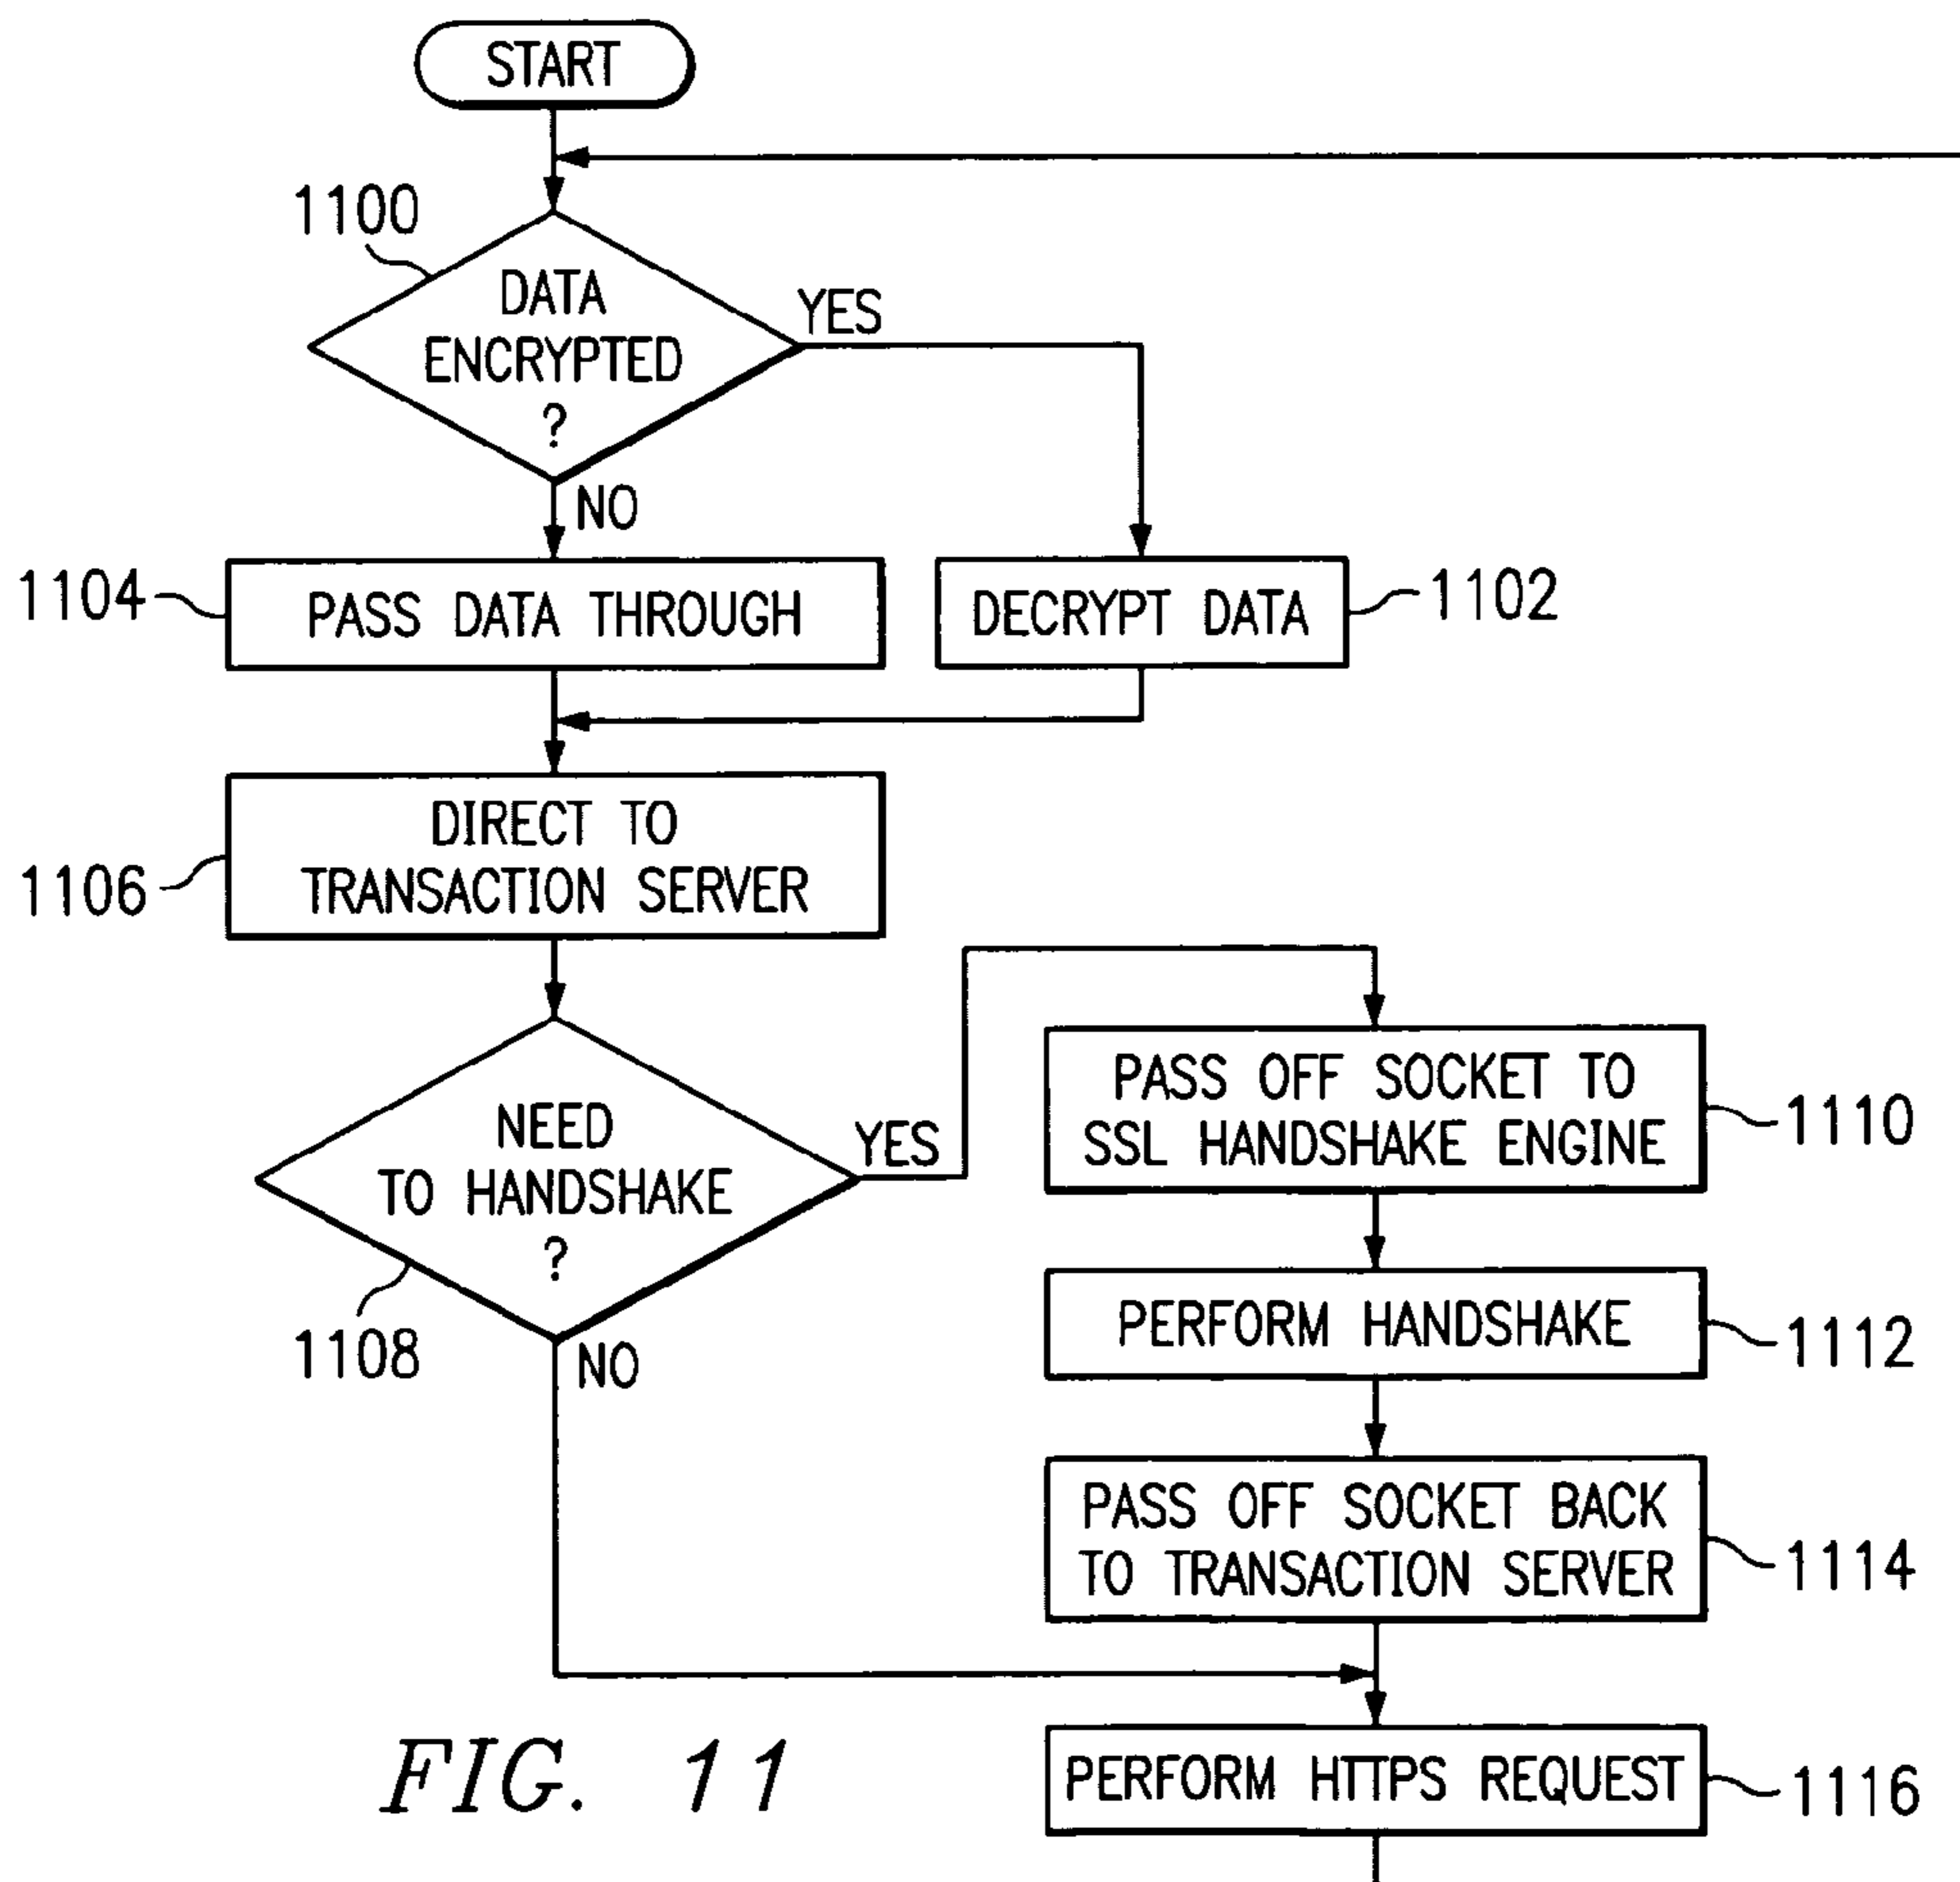 START
1100
DATA
ENCRYPTED
?
YES
NO
1104
PASS DATA THROUGH
DECRYPT DATA
1102
1106
DIRECT TO
TRANSACTION SERVER
NEED
TO HANDSHAKE
?
YES
1108
NO
PASS OFF SOCKET TO
SSL HANDSHAKE ENGINE
1110
PERFORM HANDSHAKE
1112
PASS OFF SOCKET BACK
TO TRANSACTION SERVER
1114
PERFORM HTTPS REQUEST
1116
FIG. 11